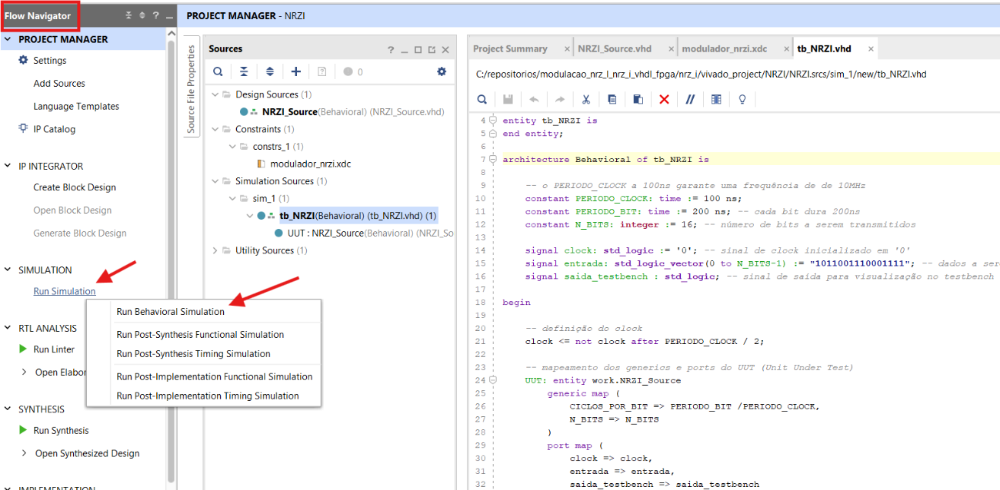 Flow Navigator
PROJECT MANAGER
Settings
Add Sources
Language Templates
IP Catalog
IP INTEGRATOR
Create Block Design
Open Block Design
Generate Block Design
SIMULATION
Run Simulation
Run Behavioral Simulation
Run Post-Synthesis Functional Simulation
Run Post-Synthesis Timing Simulation
Run Post-Implementation Functional Simulation
Run Post-Implementation Timing Simulation
RTL ANALYSIS
Run Linter
Open Elabor
SYNTHESIS
Run Synthesis
Open Synthesized Design
IMPLEMENTATION
PROJECT MANAGER - NRZI
Source File Properties
Sources
0
Design Sources (1)
NRZI_Source(Behavioral) (NRZI_Source.vhd)
Constraints (1)
constrs_1 (1)
modulador_nrzi.xdc
Simulation Sources (1)
sim_1 (1)
tb_NRZI(Behavioral) (tb_NRZI.vhd) (1)
UUT : NRZI_Source(Behavioral) (NRZI_So
Utility Sources (1)
Project Summary
NRZI_Source.vhd
modulador_nrzi.xdc
tb_NRZI.vhd
C:/repositorios/modulacao_nrz_l_nrz_i_vhdl_fpga/nrz_i/vivado_project/NRZI/NRZI.srcs/sim_1/new/tb_NRZI.vhd
4 entity tb_NRZI is
5 end entity;
6
7 architecture Behavioral of tb_NRZI is
8
9 -- o PERIODO_CLOCK a 100ns garante uma frequência de de 10MHz
10 constant PERIODO_CLOCK: time := 100 ns;
11 constant PERIODO_BIT: time := 200 ns; -- cada bit dura 200ns
12 constant N_BITS: integer := 16; -- número de bits a serem transmitidos
13
14 signal clock: std_logic := '0'; -- sinal de clock inicializado em '0'
15 signal entrada: std_logic_vector(0 to N_BITS-1) := "1011001110001111"; -- dados a ser
16 signal saida_testbench : std_logic; -- sinal de saída para visualização no testbench
17
18 begin
19
20 -- definição do clock
21 clock <= not clock after PERIODO_CLOCK / 2;
22
23 -- mapeamento dos generics e ports do UUT (Unit Under Test)
24 UUT: entity work.NRZI_Source
25 generic map (
26 CICLOS_POR_BIT => PERIODO_BIT /PERIODO_CLOCK,
27 N_BITS => N_BITS
28 )
29 port map (
30 clock => clock,
31 entrada => entrada,
32 saida_testbench => saida_testbench